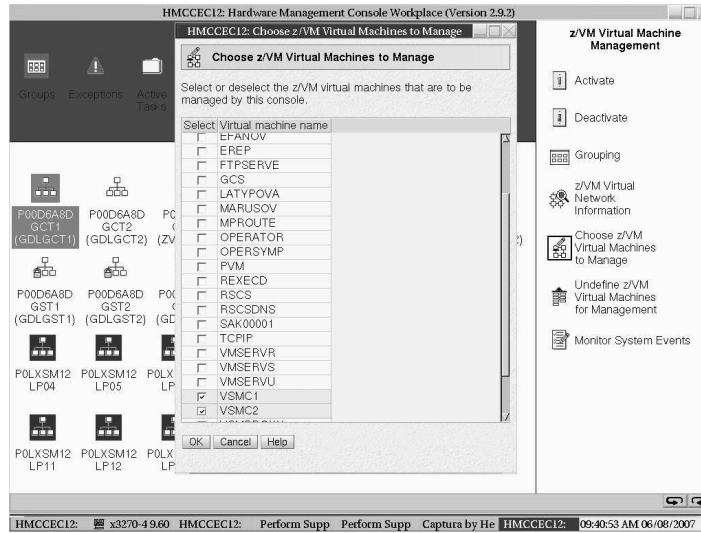 HMCCEC12: Hardware Management Console Workplace (Version 2.9.2)
HMCCEC12: Choose z/VM Virtual Machines to Manage
Choose z/VM Virtual Machines to Manage
Select or deselect the z/VM virtual machines that are to be
managed by this console.
Select Virtual machine name
EFANOV
EREP
FTPSERVE
GCS
LATYPOVA
MARUSOV
MPROUTE
OPERATOR
OPERSYMP
PVM
REXECD
RSCS
RSCSDNS
SAK00001
TCPIP
VMSERVR
VMSERVS
VMSERVU
VSMC1
VSMC2
OK Cancel Help
Groups Exceptions Active
Tasks
P00D6A8D
GCT1
(GDLGCT1)
P00D6A8D
GCT2
(GDLGCT2)
P00D6A8D
GST1
(GDLGST1)
P00D6A8D
GST2
(GDLGST2)
P0LXSM12
LP04
P0LXSM12
LP05
P0LX
LP
P0LXSM12
LP11
P0LXSM12
LP12
P0LX
LP
z/VM Virtual Machine
Management
Activate
Deactivate
Grouping
z/VM Virtual
Network
Information
Choose z/VM
Virtual Machines
to Manage
Undefine z/VM
Virtual Machines
for Management
Monitor System Events
HMCCEC12: x3270-4 9.60 HMCCEC12: Perform Supp Perform Supp Captura by He HMCCEC12: 09:40:53 AM 06/08/2007